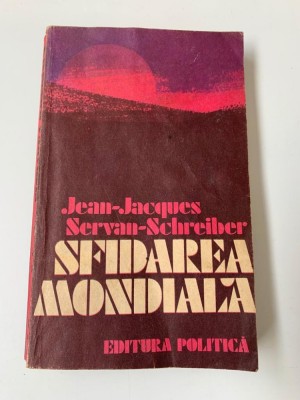 Jean-Jacques
Servan-Schreiber
SFIDAREA
MONDIALĂ
EDITURA POLITICĂ